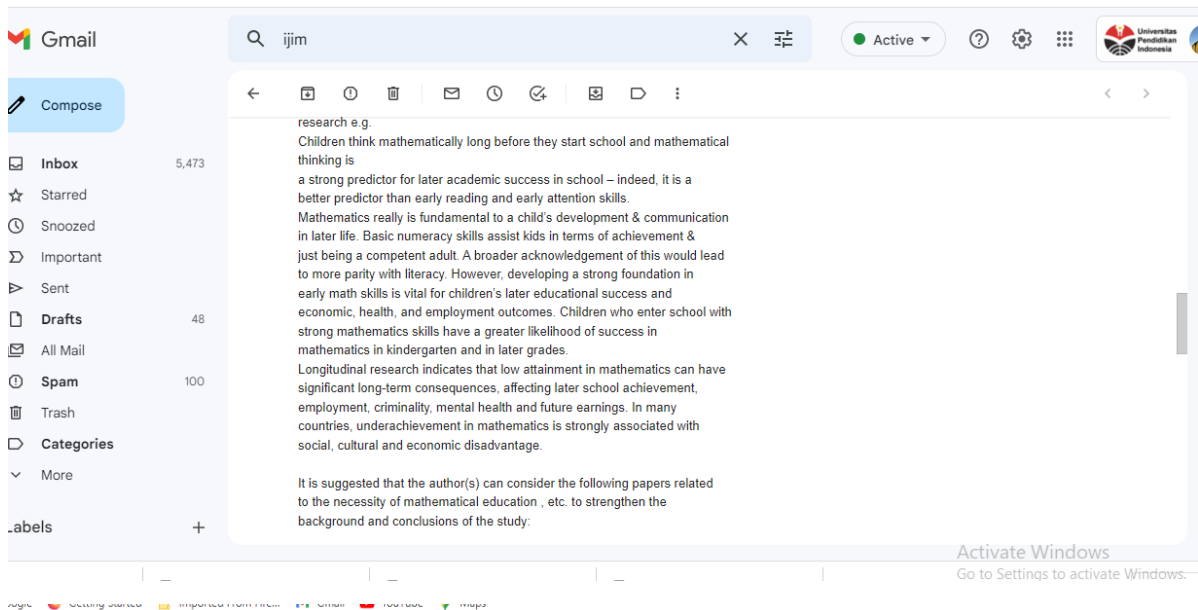 Gmail
ijim
Active
Universitas
Pendidikan
Indonesia
Compose
Inbox 5,473
Starred
Snoozed
Important
Sent
Drafts 48
All Mail
Spam 100
Trash
Categories
More
Labels
research e.g.
Children think mathematically long before they start school and mathematical
thinking is
a strong predictor for later academic success in school – indeed, it is a
better predictor than early reading and early attention skills.
Mathematics really is fundamental to a child's development & communication
in later life. Basic numeracy skills assist kids in terms of achievement &
just being a competent adult. A broader acknowledgement of this would lead
to more parity with literacy. However, developing a strong foundation in
early math skills is vital for children's later educational success and
economic, health, and employment outcomes. Children who enter school with
strong mathematics skills have a greater likelihood of success in
mathematics in kindergarten and in later grades.
Longitudinal research indicates that low attainment in mathematics can have
significant long-term consequences, affecting later school achievement,
employment, criminality, mental health and future earnings. In many
countries, underachievement in mathematics is strongly associated with
social, cultural and economic disadvantage.
It is suggested that the author(s) can consider the following papers related
to the necessity of mathematical education , etc. to strengthen the
background and conclusions of the study:
Activate Windows
Go to Settings to activate Windows.
Getting Started
Gmail
YouTube
Maps